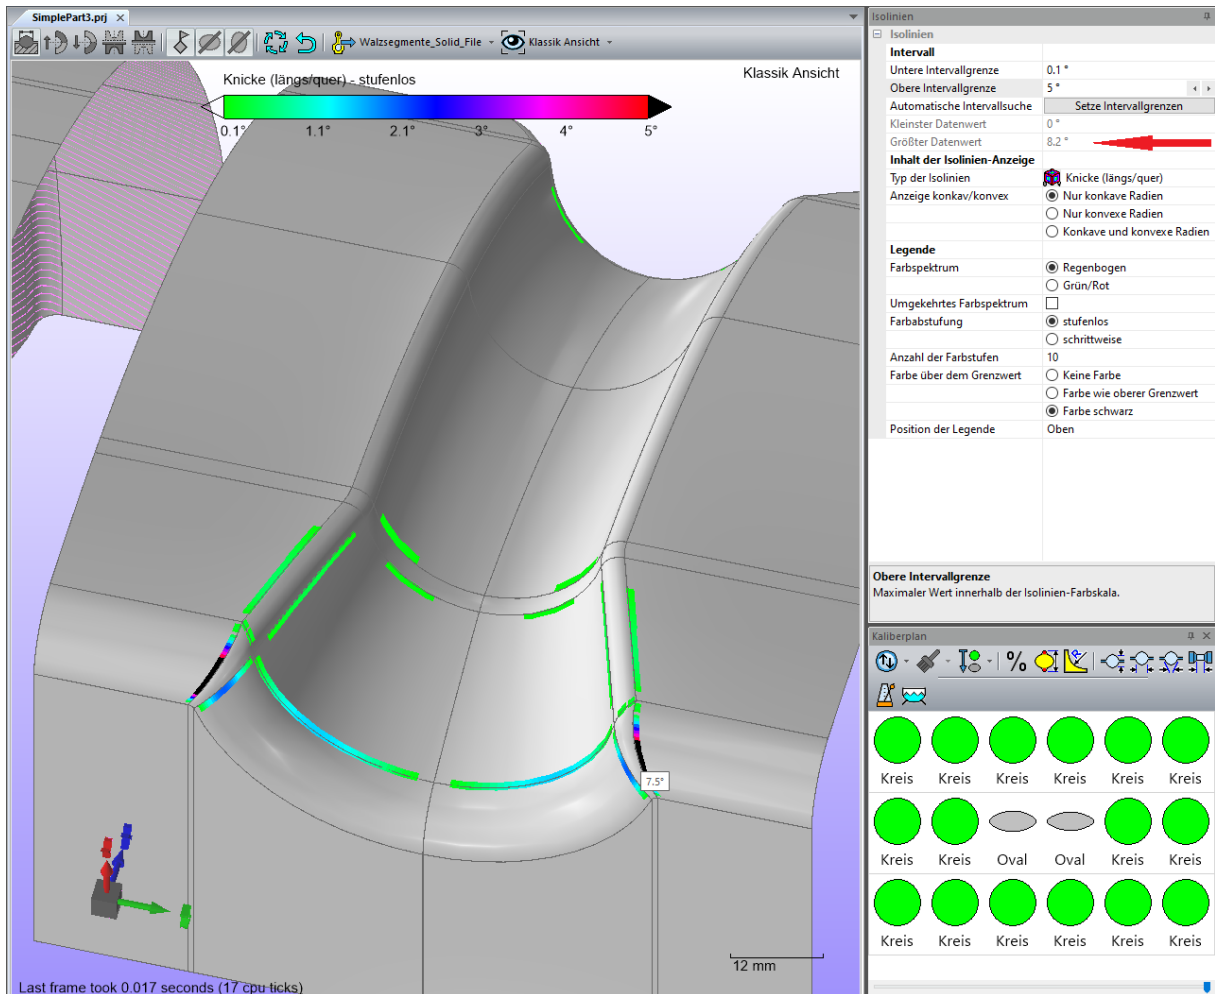 SimplePart3.prj
Walzsegmente_Solid_File
Klassik Ansicht
Knicke (längs/quer) - stufenlos
Klassik Ansicht
0.1° 1.1° 2.1° 3° 4° 5°
7.5°
12 mm
Last frame took 0.017 seconds (17 cpu ticks)
Isolinien
Isolinien
Intervall
Untere Intervallgrenze 0.1 °
Obere Intervallgrenze 5 °
Automatische Intervallsuche Setze Intervallgrenzen
Kleinster Datenwert 0 °
Größter Datenwert 8.2 °
Inhalt der Isolinien-Anzeige
Typ der Isolinien Knicke (längs/quer)
Anzeige konkav/konvex Nur konkave Radien
Nur konvexe Radien
Konkave und konvexe Radien
Legende
Farbspektrum Regenbogen
Grün/Rot
Umgekehrtes Farbspektrum
Farbabstufung stufenlos
schrittweise
Anzahl der Farbstufen 10
Farbe über dem Grenzwert Keine Farbe
Farbe wie oberer Grenzwert
Farbe schwarz
Position der Legende Oben
Obere Intervallgrenze
Maximaler Wert innerhalb der Isolinien-Farbskala.
Kaliberplan
%
Kreis Kreis Kreis Kreis Kreis Kreis
Kreis Kreis Oval Oval Kreis Kreis
Kreis Kreis Kreis Kreis Kreis Kreis